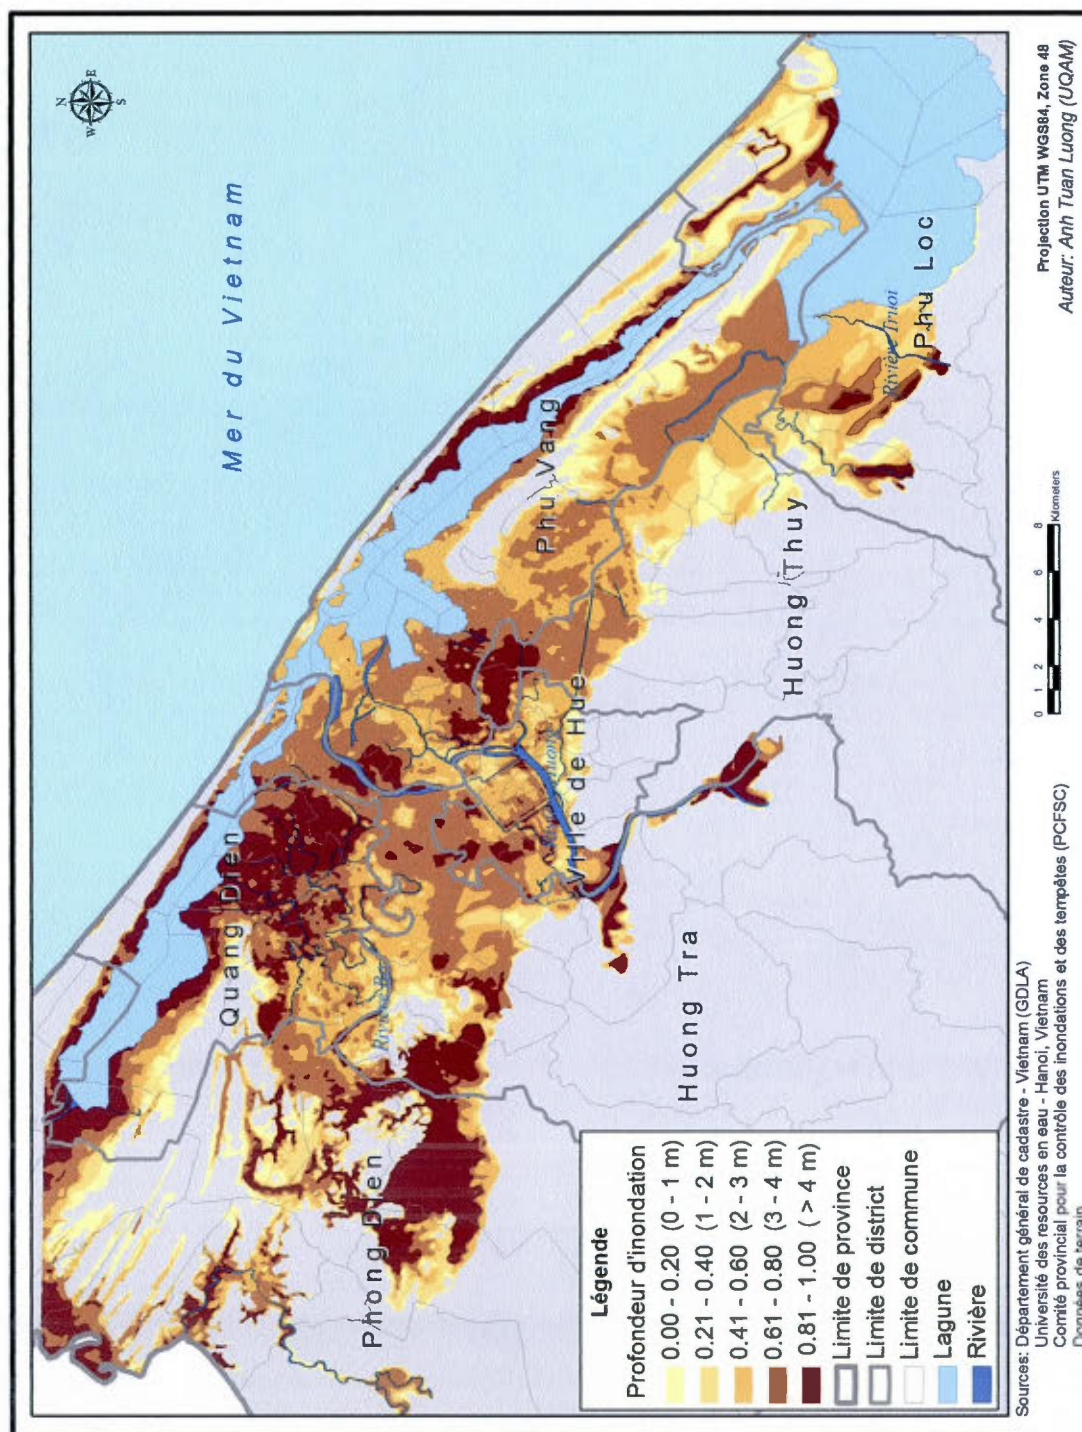 N
W
E
S
Mer du Vietnam
Quang Dien
Phong Dien
Huong Tra
Ville de Hue
Phu Vang
Huong Thuy
Phu Loc
Rivière Bo
Rivière Truoi
Légende
Profondeur d'inondation
0.00 - 0.20 (0 - 1 m)
0.21 - 0.40 (1 - 2 m)
0.41 - 0.60 (2 - 3 m)
0.61 - 0.80 (3 - 4 m)
0.81 - 1.00 ( > 4 m)
Limite de province
Limite de district
Limite de commune
Lagune
Rivière
0 1 2 4 6 8
Kilometers
Sources: Département général de cadastre - Vietnam (GDLA)
Université des resources en eau - Hanoi, Vietnam
Comité provincial pour la contrôle des inondations et des tempêtes (PCFSC)
Données de terrain
Projection UTM WGS84, Zone 48
Auteur: Anh Tuan Luong (UQAM)